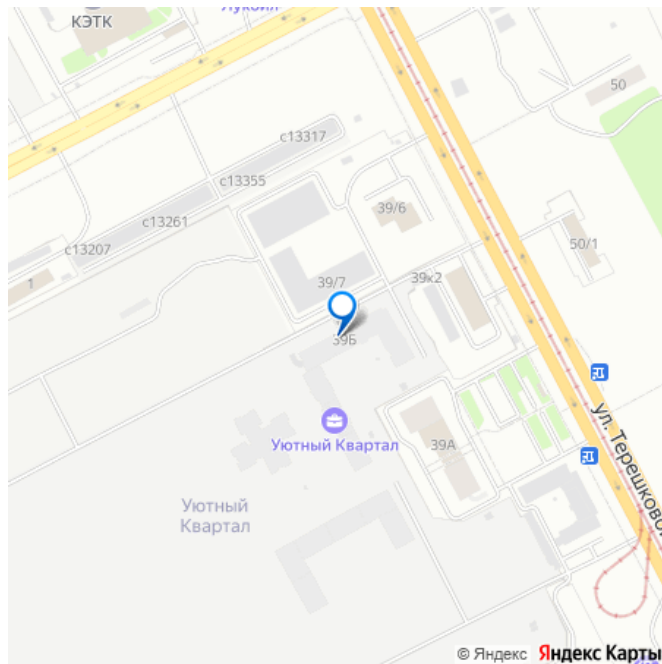 Лукойл
КЭТК
50
с13317
с13355
39/6
с13261
50/1
с13207
39/7
39к2
1
39Б
Уютный Квартал
39А
ул. Терешковой
Уютный
Квартал
© Яндекс Яндекс Карты